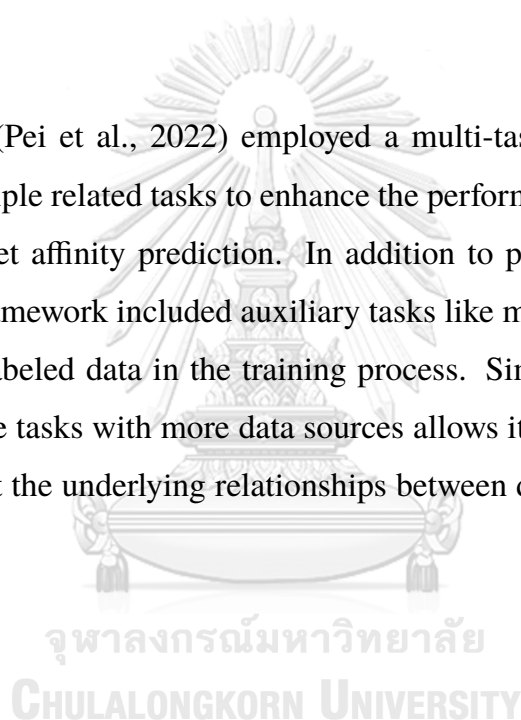 (Pei et al., 2022) employed a multi-tas
iple related tasks to enhance the perform
et affinity prediction. In addition to p
amework included auxiliary tasks like m
abeled data in the training process. Sin
e tasks with more data sources allows it
t the underlying relationships between d
จุฬาลงกรณ์มหาวิทยาลัย
CHULALONGKORN UNIVERSITY